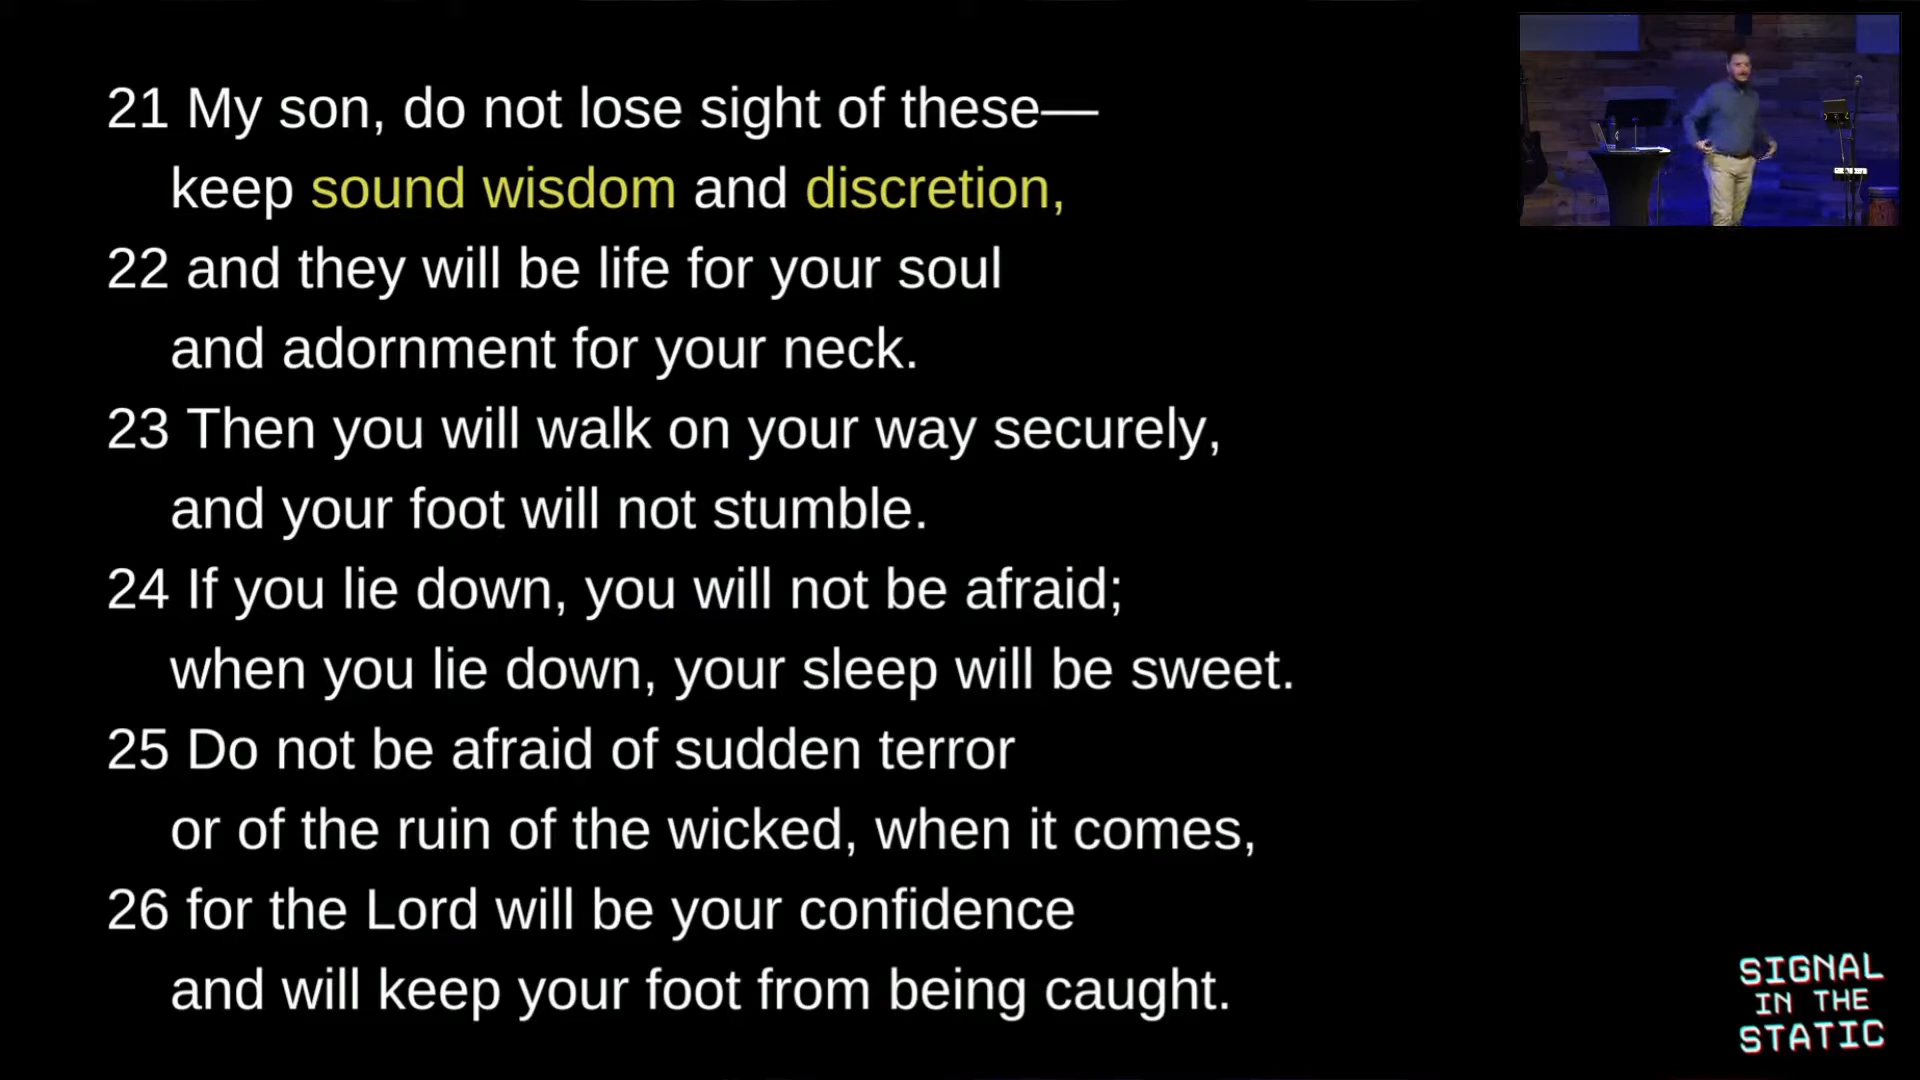 21 My son, do not lose sight of these—
keep sound wisdom and discretion,
22 and they will be life for your soul
and adornment for your neck.
23 Then you will walk on your way securely,
and your foot will not stumble.
24 If you lie down, you will not be afraid;
when you lie down, your sleep will be sweet.
25 Do not be afraid of sudden terror
or of the ruin of the wicked, when it comes,
26 for the Lord will be your confidence
and will keep your foot from being caught.
SIGNAL
IN THE
STATIC